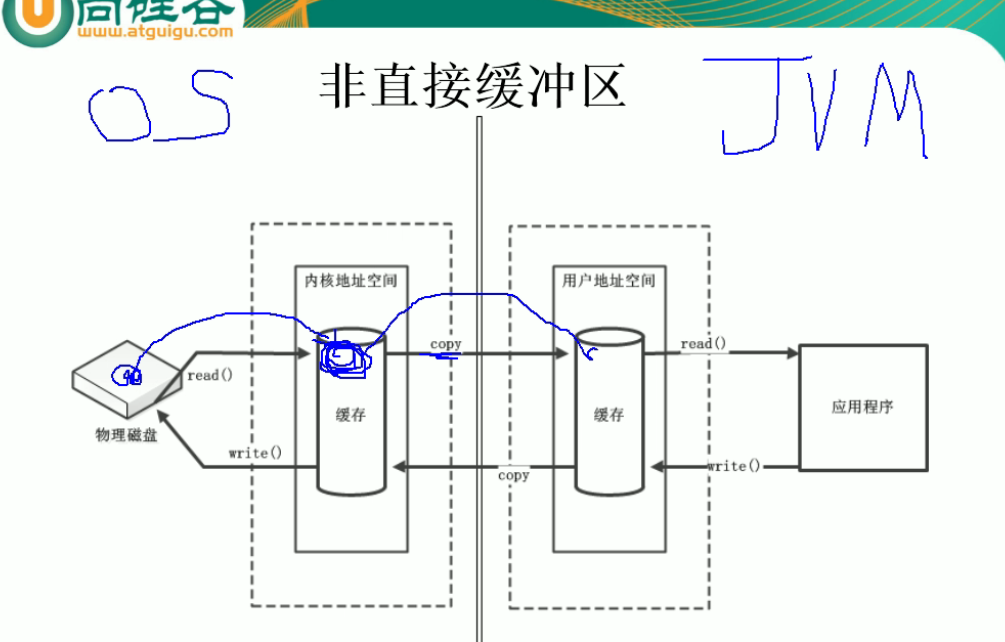 尚硅谷
www.atguigu.com
OS
非直接缓冲区
JVM
内核地址空间
用户地址空间
copy
read()
read()
缓存
缓存
应用程序
物理磁盘
write()
copy
write()